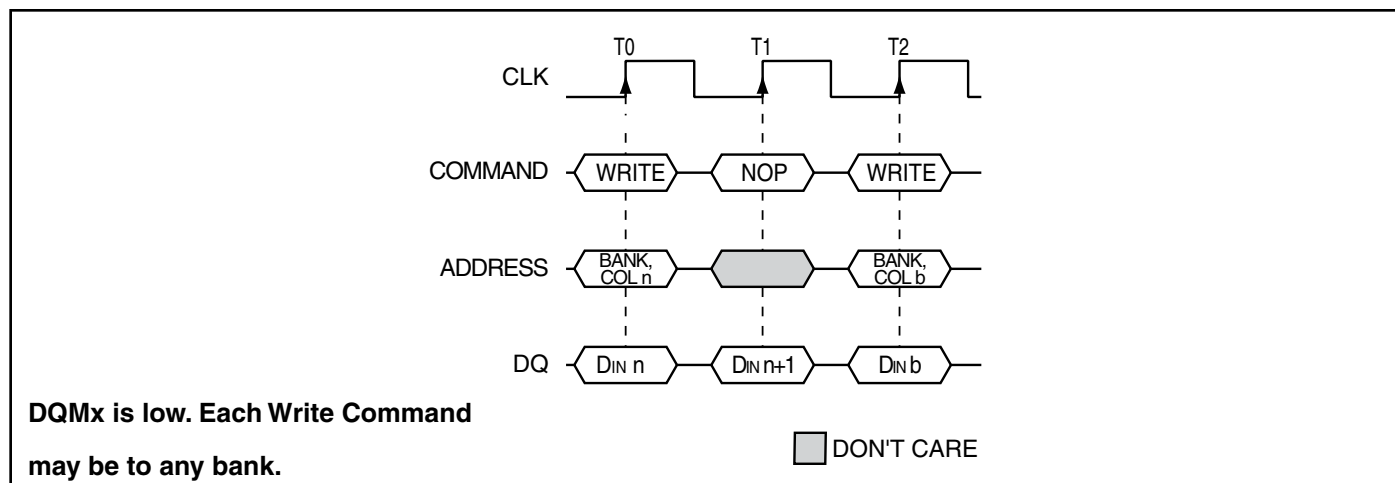 T0 T1 T2
CLK
COMMAND WRITE NOP WRITE
ADDRESS BANK, COL n BANK, COL b
DQ DIN n DIN n+1 DIN b
DQMx is low. Each Write Command
may be to any bank.
DON'T CARE